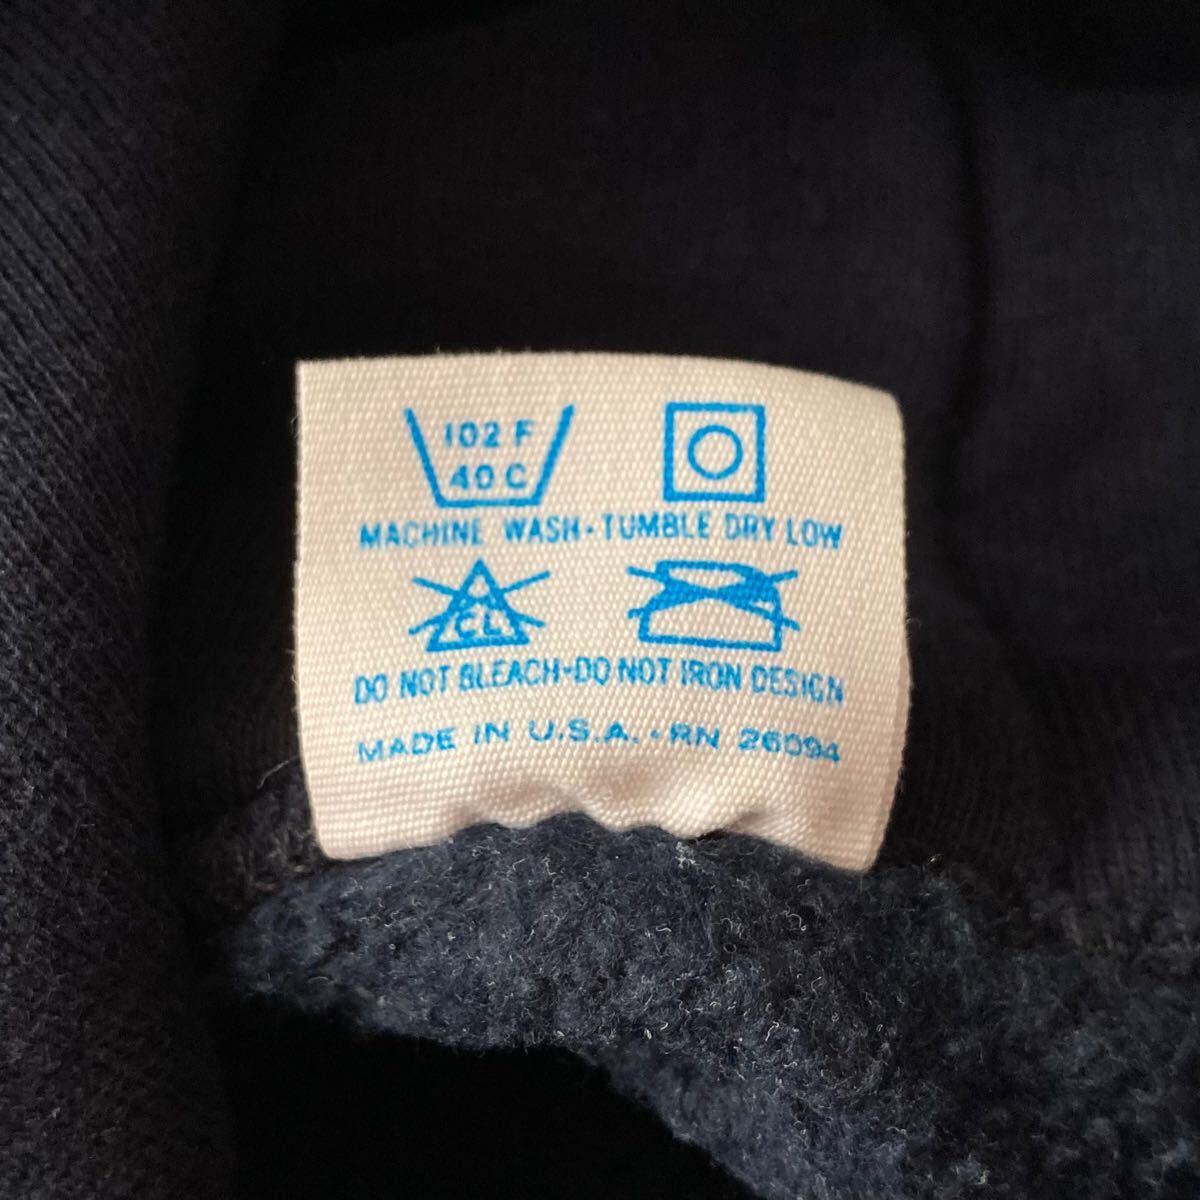 102 F
40 C
MACHINE WASH-TUMBLE DRY LOW
CL
DO NOT BLEACH-DO NOT IRON DESIGN
MADE IN U.S.A. • RN 26094